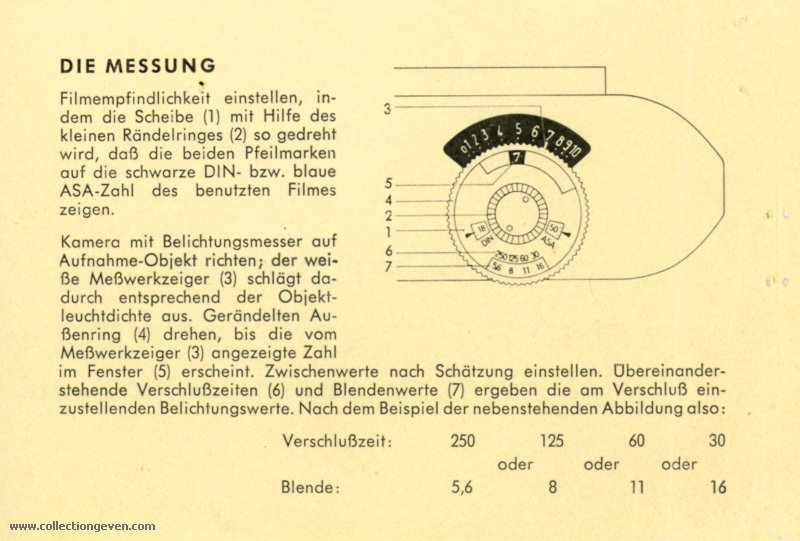 DIE MESSUNG
Filmempfindlichkeit einstellen, in-
dem die Scheibe (1) mit Hilfe des
kleinen Rändelringes (2) so gedreht
wird, daß die beiden Pfeilmarken
auf die schwarze DIN- bzw. blaue
ASA-Zahl des benutzten Filmes
zeigen.
Kamera mit Belichtungsmesser auf
Aufnahme-Objekt richten; der wei-
ße Meßwerkzeiger (3) schlägt da-
durch entsprechend der Objekt-
leuchtdichte aus. Gerändelten Au-
ßenring (4) drehen, bis die vom
Meßwerkzeiger (3) angezeigte Zahl
im Fenster (5) erscheint. Zwischenwerte nach Schätzung einstellen. Übereinander-
stehende Verschlußzeiten (6) und Blendenwerte (7) ergeben die am Verschluß ein-
zustellenden Belichtungswerte. Nach dem Beispiel der nebenstehenden Abbildung also:
3
0 1 2 3 4 5 6 7 8 9 10
7
5
4
2
1
6
7
18
DIN
50
ASA
250 125 60 30
5,6 8 11 16
Verschlußzeit: 250 125 60 30
oder oder oder
Blende: 5,6 8 11 16
www.collectiongeven.com